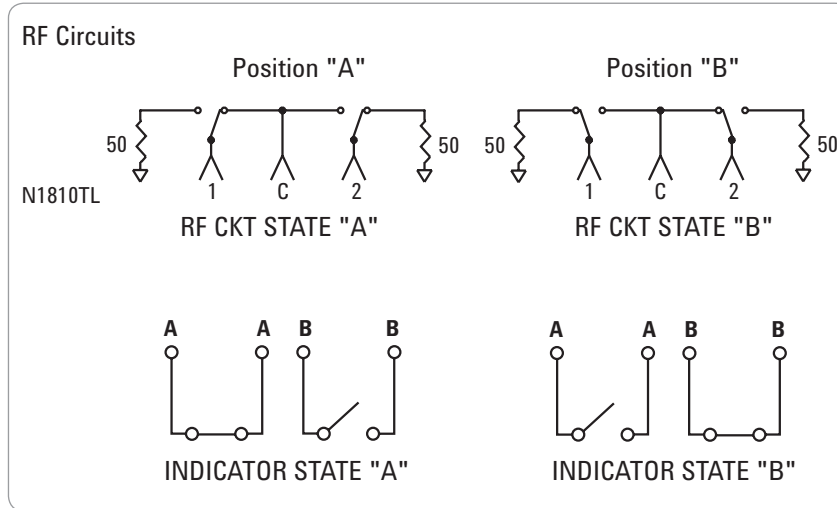 RF Circuits
Position "A" Position "B"
50 50 50 50
N1810TL 1 C 2 1 C 2
RF CKT STATE "A" RF CKT STATE "B"
A A B B A A B B
INDICATOR STATE "A" INDICATOR STATE "B"